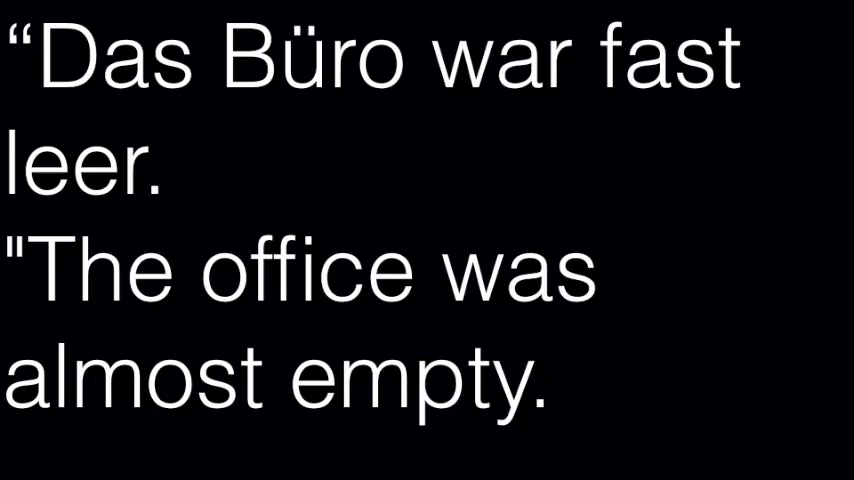 “Das Büro war fast
leer.
"The office was
almost empty.